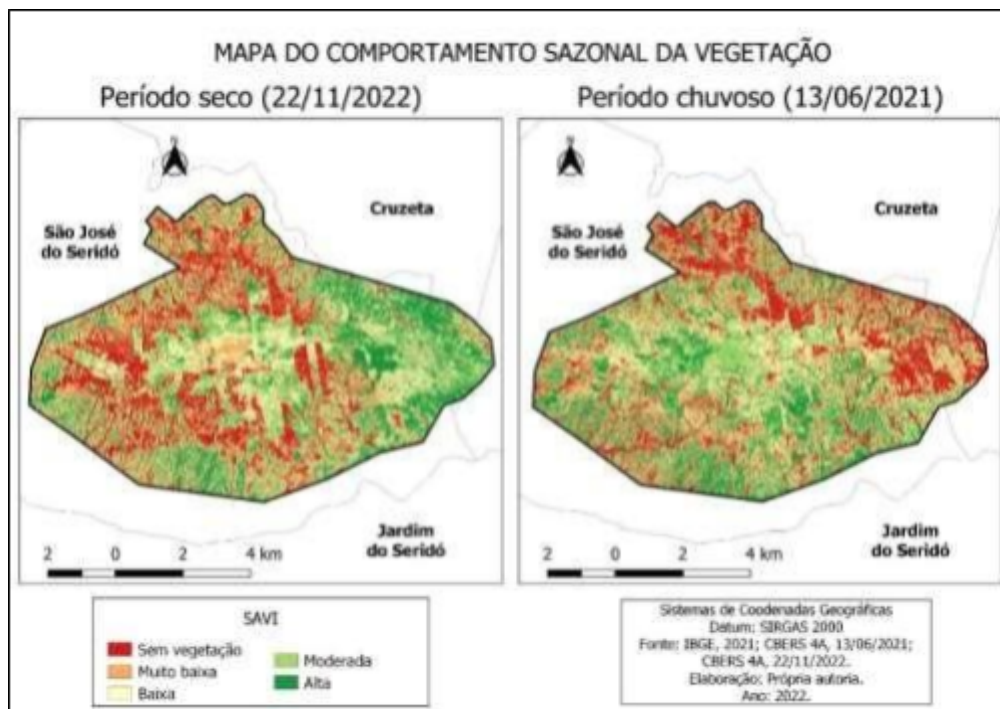 MAPA DO COMPORTAMENTO SAZONAL DA VEGETAÇÃO
Período seco (22/11/2022)
Período chuvoso (13/06/2021)
N
Cruzeta
São José
do Seridó
Jardim
do Seridó
2 0 2 4 km
N
Cruzeta
São José
do Seridó
Jardim
do Seridó
2 0 2 4 km
SAVI
Sem vegetação
Muito baixa
Baixa
Moderada
Alta
Sistemas de Coodenadas Geográficas
Datum: SIRGAS 2000
Fonte: IBGE, 2021; CBERS 4A, 13/06/2021;
CBERS 4A, 22/11/2022.
Elaboração: Própria autoria.
Ano: 2022.